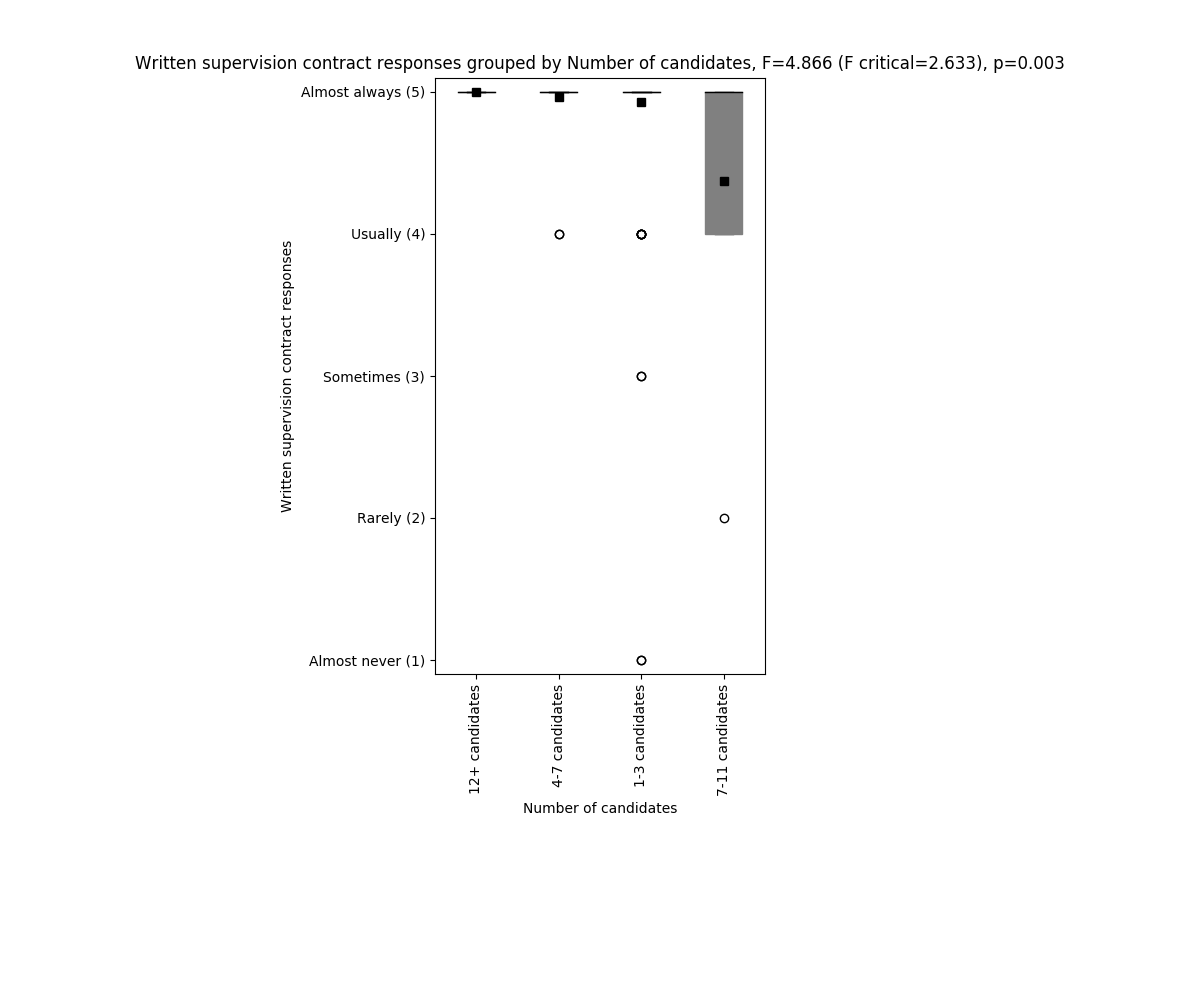 Written supervision contract responses grouped by Number of candidates, F=4.866 (F critical=2.633), p=0.003
Almost always (5)
Usually (4)
Sometimes (3)
Rarely (2)
Almost never (1)
Written supervision contract responses
12+ candidates
4-7 candidates
1-3 candidates
7-11 candidates
Number of candidates